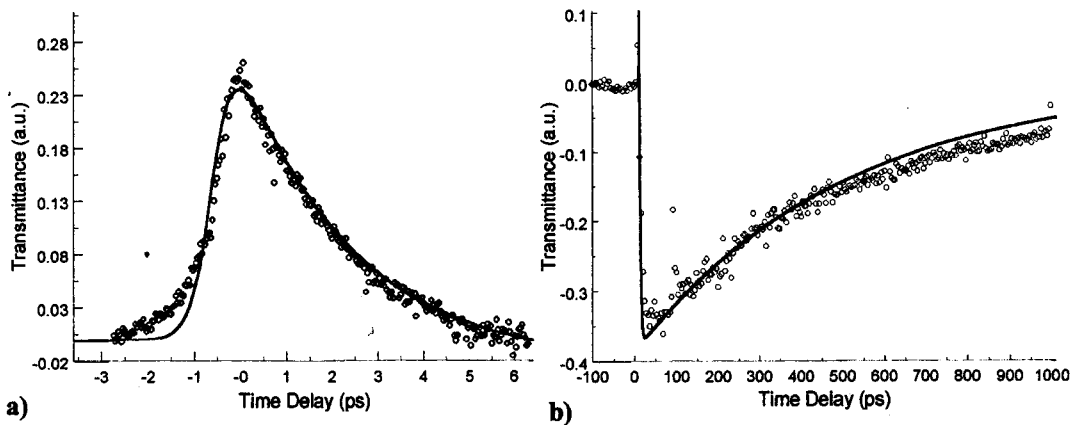 0.28
0.23
0.18
0.13
0.08
0.03
-0.02
Transmittance (a.u.)
-3 -2 -1 -0 1 2 3 4 5 6
Time Delay (ps)
a)
0.1
0.0
-0.1
-0.2
-0.3
-0.4
Transmittance (a.u.)
-100 0 100 200 300 400 500 600 700 800 900 1000
Time Delay (ps)
b)